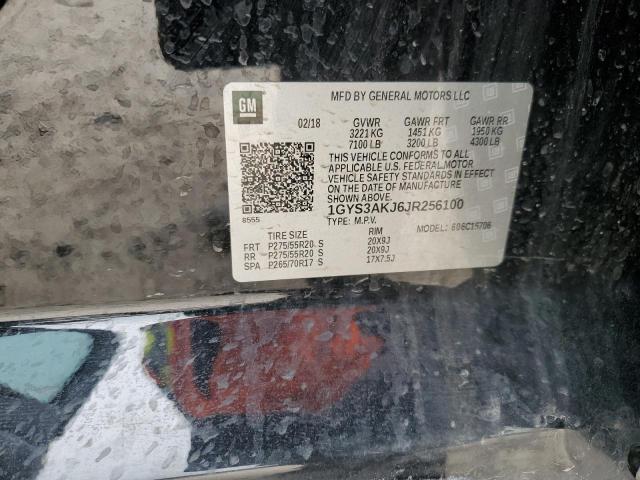 GM
MFD BY GENERAL MOTORS LLC
02/18 GVWR GAWR FRT GAWR RR
3221 KG 1451 KG 1950 KG
7100 LB 3200 LB 4300 LB
THIS VEHICLE CONFORMS TO ALL
APPLICABLE U.S. FEDERAL MOTOR
VEHICLE SAFETY STANDARDS IN EFFECT
ON THE DATE OF MANUFACTURE
SHOWN ABOVE.
1GYS3AKJ6JR256100
8555
TYPE: M.P.V. MODEL: 6D6C15706
TIRE SIZE RIM
FRT P275/55R20 S 20X9J
RR P275/55R20 S 20X9J
SPA P265/70R17 S 17X7.5J